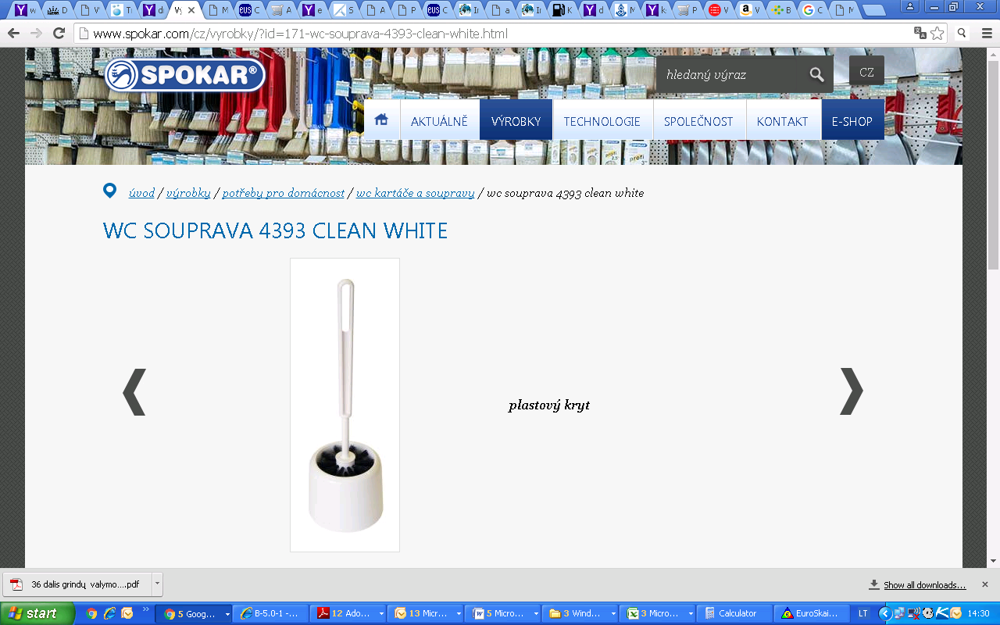 www.spokar.com/cz/vyrobky/?id=171-wc-souprava-4393-clean-white.html
SPOKAR®
hledaný výraz
CZ
AKTUÁLNĚ
VÝROBKY
TECHNOLOGIE
SPOLEČNOST
KONTAKT
E-SHOP
úvod / výrobky / potřeby pro domácnost / wc kartáče a soupravy / wc souprava 4393 clean white
WC SOUPRAVA 4393 CLEAN WHITE
plastový kryt
36 dalis grindų valymo....pdf
Show all downloads...
start
5 Goog...
B-5.0-1 -...
12 Ado...
13 Micr...
5 Micro...
3 Wind...
3 Micro...
Calculator
EuroSkai...
LT
14:30